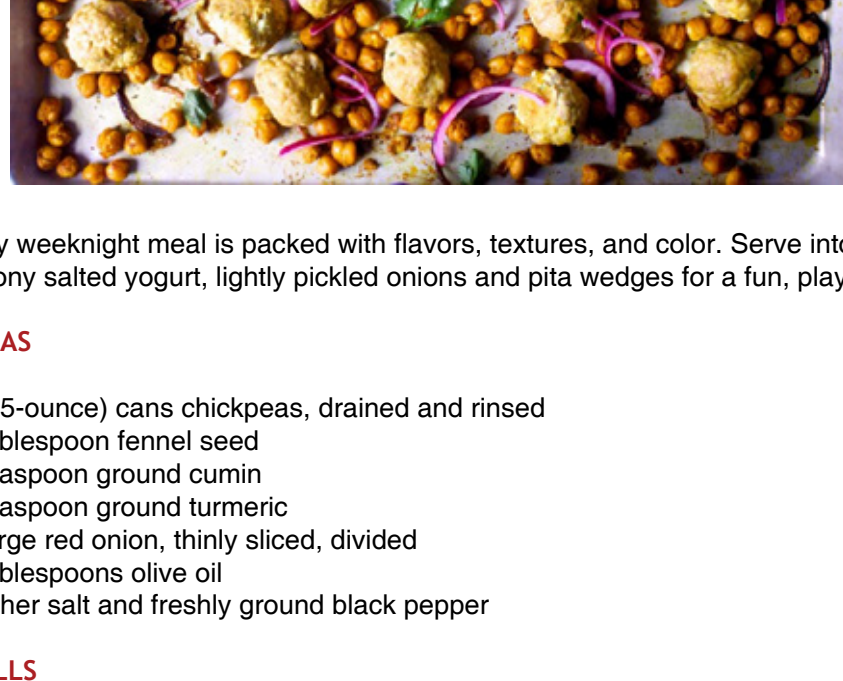 y weeknight meal is packed with flavors, textures, and color. Serve into
ony salted yogurt, lightly pickled onions and pita wedges for a fun, play
AS
5-ounce) cans chickpeas, drained and rinsed
blespoon fennel seed
aspoon ground cumin
aspoon ground turmeric
rge red onion, thinly sliced, divided
blespoons olive oil
her salt and freshly ground black pepper
LLS